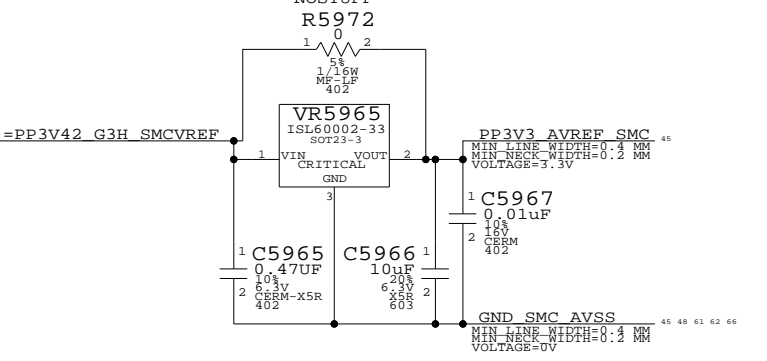 NOSTUFF
R5972
0
1 2
5%
1/16W
MF-LF
402
VR5965
ISL60002-33
SOT23-3
=PP3V42_G3H_SMCVREF
PP3V3_AVREF_SMC 45
MIN_LINE_WIDTH=0.4 MM
MIN_NECK_WIDTH=0.2 MM
VOLTAGE=3.3V
1 VIN VOUT 2
CRITICAL
GND
3
1 C5967
0.01uF
10%
16V
2 CERM
402
1 C5965
0.47UF
10%
6.3V
2 CERM-X5R
402
C5966 1
10uF
20%
6.3V
X5R 2
603
GND_SMC_AVSS 45 48 61 62 66
MIN_LINE_WIDTH=0.4 MM
MIN_NECK_WIDTH=0.2 MM
VOLTAGE=0V